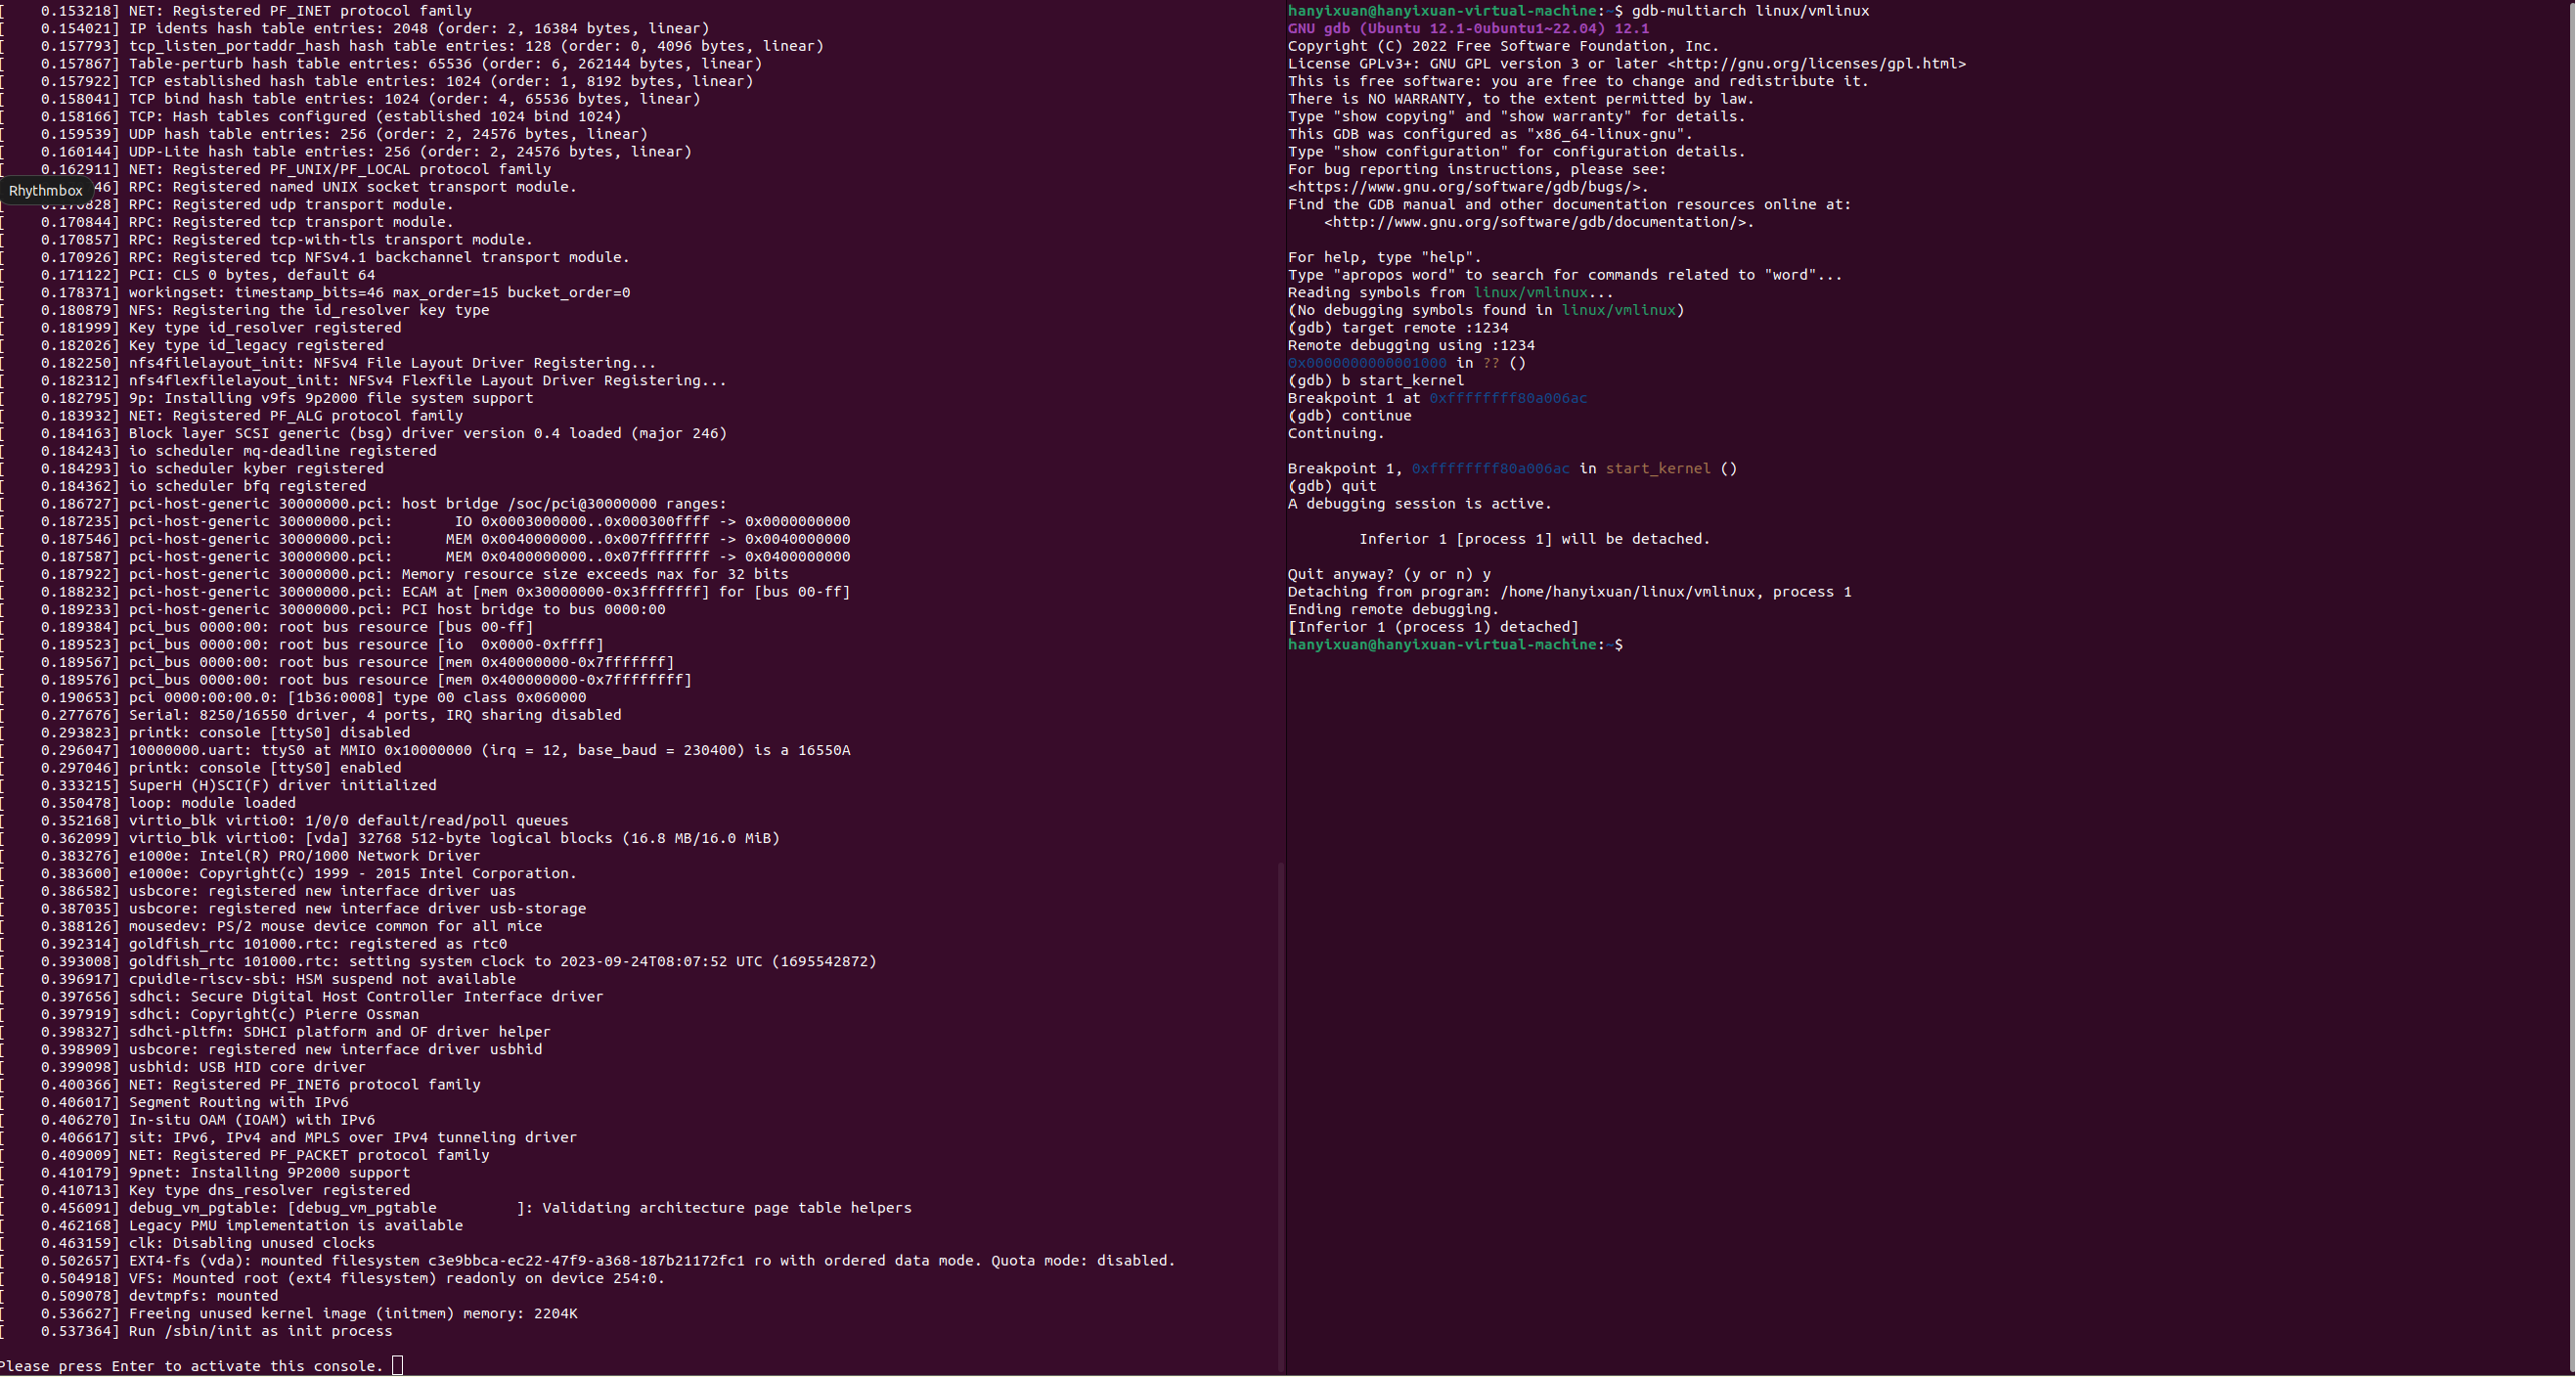 [    0.153218] NET: Registered PF_INET protocol family
[    0.154021] IP idents hash table entries: 2048 (order: 2, 16384 bytes, linear)
[    0.157793] tcp_listen_portaddr_hash hash table entries: 128 (order: 0, 4096 bytes, linear)
[    0.157867] Table-perturb hash table entries: 65536 (order: 6, 262144 bytes, linear)
[    0.157922] TCP established hash table entries: 1024 (order: 1, 8192 bytes, linear)
[    0.158041] TCP bind hash table entries: 1024 (order: 4, 65536 bytes, linear)
[    0.158166] TCP: Hash tables configured (established 1024 bind 1024)
[    0.159539] UDP hash table entries: 256 (order: 2, 24576 bytes, linear)
[    0.160144] UDP-Lite hash table entries: 256 (order: 2, 24576 bytes, linear)
[    0.162911] NET: Registered PF_UNIX/PF_LOCAL protocol family
Rhythmbox
46] RPC: Registered named UNIX socket transport module.
[    0.170828] RPC: Registered udp transport module.
[    0.170844] RPC: Registered tcp transport module.
[    0.170857] RPC: Registered tcp-with-tls transport module.
[    0.170926] RPC: Registered tcp NFSv4.1 backchannel transport module.
[    0.171122] PCI: CLS 0 bytes, default 64
[    0.178371] workingset: timestamp_bits=46 max_order=15 bucket_order=0
[    0.180879] NFS: Registering the id_resolver key type
[    0.181999] Key type id_resolver registered
[    0.182026] Key type id_legacy registered
[    0.182250] nfs4filelayout_init: NFSv4 File Layout Driver Registering...
[    0.182312] nfs4flexfilelayout_init: NFSv4 Flexfile Layout Driver Registering...
[    0.182795] 9p: Installing v9fs 9p2000 file system support
[    0.183932] NET: Registered PF_ALG protocol family
[    0.184163] Block layer SCSI generic (bsg) driver version 0.4 loaded (major 246)
[    0.184243] io scheduler mq-deadline registered
[    0.184293] io scheduler kyber registered
[    0.184362] io scheduler bfq registered
[    0.186727] pci-host-generic 30000000.pci: host bridge /soc/pci@30000000 ranges:
[    0.187235] pci-host-generic 30000000.pci:       IO 0x0003000000..0x000300ffff -> 0x0000000000
[    0.187546] pci-host-generic 30000000.pci:      MEM 0x0040000000..0x007fffffff -> 0x0040000000
[    0.187587] pci-host-generic 30000000.pci:      MEM 0x0400000000..0x07ffffffff -> 0x0400000000
[    0.187922] pci-host-generic 30000000.pci: Memory resource size exceeds max for 32 bits
[    0.188232] pci-host-generic 30000000.pci: ECAM at [mem 0x30000000-0x3fffffff] for [bus 00-ff]
[    0.189233] pci-host-generic 30000000.pci: PCI host bridge to bus 0000:00
[    0.189384] pci_bus 0000:00: root bus resource [bus 00-ff]
[    0.189523] pci_bus 0000:00: root bus resource [io  0x0000-0xffff]
[    0.189567] pci_bus 0000:00: root bus resource [mem 0x40000000-0x7fffffff]
[    0.189576] pci_bus 0000:00: root bus resource [mem 0x400000000-0x7ffffffff]
[    0.190653] pci 0000:00:00.0: [1b36:0008] type 00 class 0x060000
[    0.277676] Serial: 8250/16550 driver, 4 ports, IRQ sharing disabled
[    0.293823] printk: console [ttyS0] disabled
[    0.296047] 10000000.uart: ttyS0 at MMIO 0x10000000 (irq = 12, base_baud = 230400) is a 16550A
[    0.297046] printk: console [ttyS0] enabled
[    0.333215] SuperH (H)SCI(F) driver initialized
[    0.350478] loop: module loaded
[    0.352168] virtio_blk virtio0: 1/0/0 default/read/poll queues
[    0.362099] virtio_blk virtio0: [vda] 32768 512-byte logical blocks (16.8 MB/16.0 MiB)
[    0.383276] e1000e: Intel(R) PRO/1000 Network Driver
[    0.383600] e1000e: Copyright(c) 1999 - 2015 Intel Corporation.
[    0.386582] usbcore: registered new interface driver uas
[    0.387035] usbcore: registered new interface driver usb-storage
[    0.388126] mousedev: PS/2 mouse device common for all mice
[    0.392314] goldfish_rtc 101000.rtc: registered as rtc0
[    0.393008] goldfish_rtc 101000.rtc: setting system clock to 2023-09-24T08:07:52 UTC (1695542872)
[    0.396917] cpuidle-riscv-sbi: HSM suspend not available
[    0.397656] sdhci: Secure Digital Host Controller Interface driver
[    0.397919] sdhci: Copyright(c) Pierre Ossman
[    0.398327] sdhci-pltfm: SDHCI platform and OF driver helper
[    0.398909] usbcore: registered new interface driver usbhid
[    0.399098] usbhid: USB HID core driver
[    0.400366] NET: Registered PF_INET6 protocol family
[    0.406017] Segment Routing with IPv6
[    0.406270] In-situ OAM (IOAM) with IPv6
[    0.406617] sit: IPv6, IPv4 and MPLS over IPv4 tunneling driver
[    0.409009] NET: Registered PF_PACKET protocol family
[    0.410179] 9pnet: Installing 9P2000 support
[    0.410713] Key type dns_resolver registered
[    0.456091] debug_vm_pgtable: [debug_vm_pgtable         ]: Validating architecture page table helpers
[    0.462168] Legacy PMU implementation is available
[    0.463159] clk: Disabling unused clocks
[    0.502657] EXT4-fs (vda): mounted filesystem c3e9bbca-ec22-47f9-a368-187b21172fc1 ro with ordered data mode. Quota mode: disabled.
[    0.504918] VFS: Mounted root (ext4 filesystem) readonly on device 254:0.
[    0.509078] devtmpfs: mounted
[    0.536627] Freeing unused kernel image (initmem) memory: 2204K
[    0.537364] Run /sbin/init as init process
Please press Enter to activate this console.
hanyixuan@hanyixuan-virtual-machine:~$ gdb-multiarch linux/vmlinux
GNU gdb (Ubuntu 12.1-0ubuntu1~22.04) 12.1
Copyright (C) 2022 Free Software Foundation, Inc.
License GPLv3+: GNU GPL version 3 or later <http://gnu.org/licenses/gpl.html>
This is free software: you are free to change and redistribute it.
There is NO WARRANTY, to the extent permitted by law.
Type "show copying" and "show warranty" for details.
This GDB was configured as "x86_64-linux-gnu".
Type "show configuration" for configuration details.
For bug reporting instructions, please see:
<https://www.gnu.org/software/gdb/bugs/>.
Find the GDB manual and other documentation resources online at:
    <http://www.gnu.org/software/gdb/documentation/>.
For help, type "help".
Type "apropos word" to search for commands related to "word"...
Reading symbols from linux/vmlinux...
(No debugging symbols found in linux/vmlinux)
(gdb) target remote :1234
Remote debugging using :1234
0x0000000000001000 in ?? ()
(gdb) b start_kernel
Breakpoint 1 at 0xffffffff80a006ac
(gdb) continue
Continuing.
Breakpoint 1, 0xffffffff80a006ac in start_kernel ()
(gdb) quit
A debugging session is active.
        Inferior 1 [process 1] will be detached.
Quit anyway? (y or n) y
Detaching from program: /home/hanyixuan/linux/vmlinux, process 1
Ending remote debugging.
[Inferior 1 (process 1) detached]
hanyixuan@hanyixuan-virtual-machine:~$